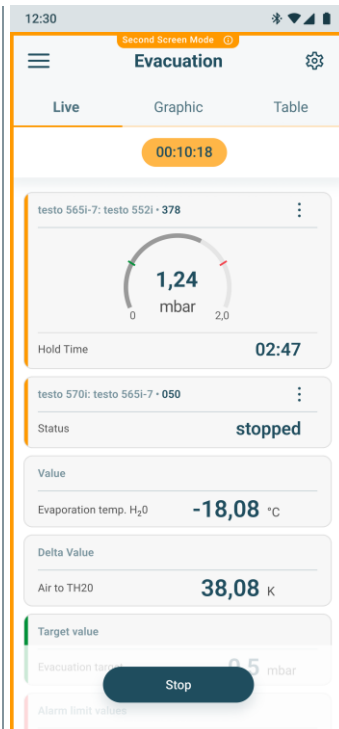 12:30
Second Screen Mode
Evacuation
Live Graphic Table
00:10:18
testo 565i-7: testo 552i • 378
1,24
mbar
0 2,0
Hold Time 02:47
testo 570i: testo 565i-7 • 050
Status stopped
Value
Evaporation temp. H₂0 -18,08 °C
Delta Value
Air to TH20 38,08 K
Target value
Evacuation target 0,5 mbar
Stop
Alarm limit values